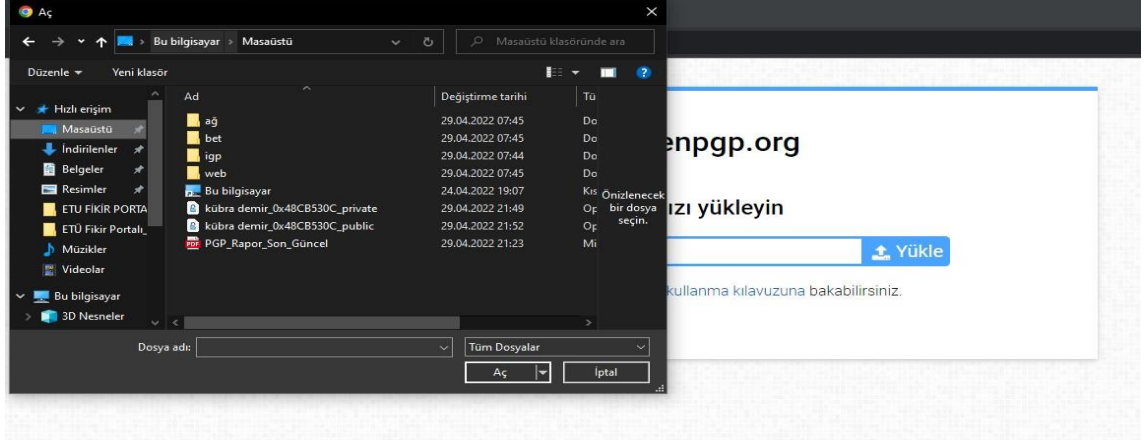 Aç
Bu bilgisayar > Masaüstü
Masaüstü klasöründe ara
Düzenle
Yeni klasör
Hızlı erişim
Masaüstü
İndirilenler
Belgeler
Resimler
ETU FİKİR PORTA
ETÜ Fikir Portalı_
Müzikler
Videolar
Bu bilgisayar
3D Nesneler
Ad Değiştirme tarihi Tü
ağ 29.04.2022 07:45 Do
bet 29.04.2022 07:45 Do
igp 29.04.2022 07:44 Do
web 29.04.2022 07:45 Do
Bu bilgisayar 24.04.2022 19:07 Kıs
kübra demir_0x48CB530C_private 29.04.2022 21:49 Op
kübra demir_0x48CB530C_public 29.04.2022 21:52 Op
PGP_Rapor_Son_Güncel 29.04.2022 21:23 Mi
Önizlenecek
bir dosya
seçin.
Dosya adı:
Tüm Dosyalar
Aç
İptal
enpgp.org
ızı yükleyin
Yükle
kullanma kılavuzuna bakabilirsiniz.